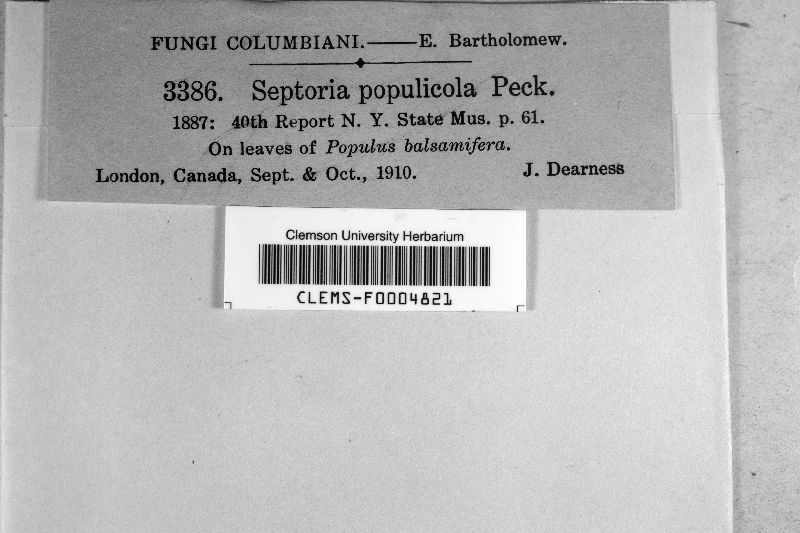 FUNGI COLUMBIANI.——E. Bartholomew.
3386. Septoria populicola Peck.
1887: 40th Report N. Y. State Mus. p. 61.
On leaves of Populus balsamifera.
London, Canada, Sept. & Oct., 1910. J. Dearness
Clemson University Herbarium
CLEMS-F0004821